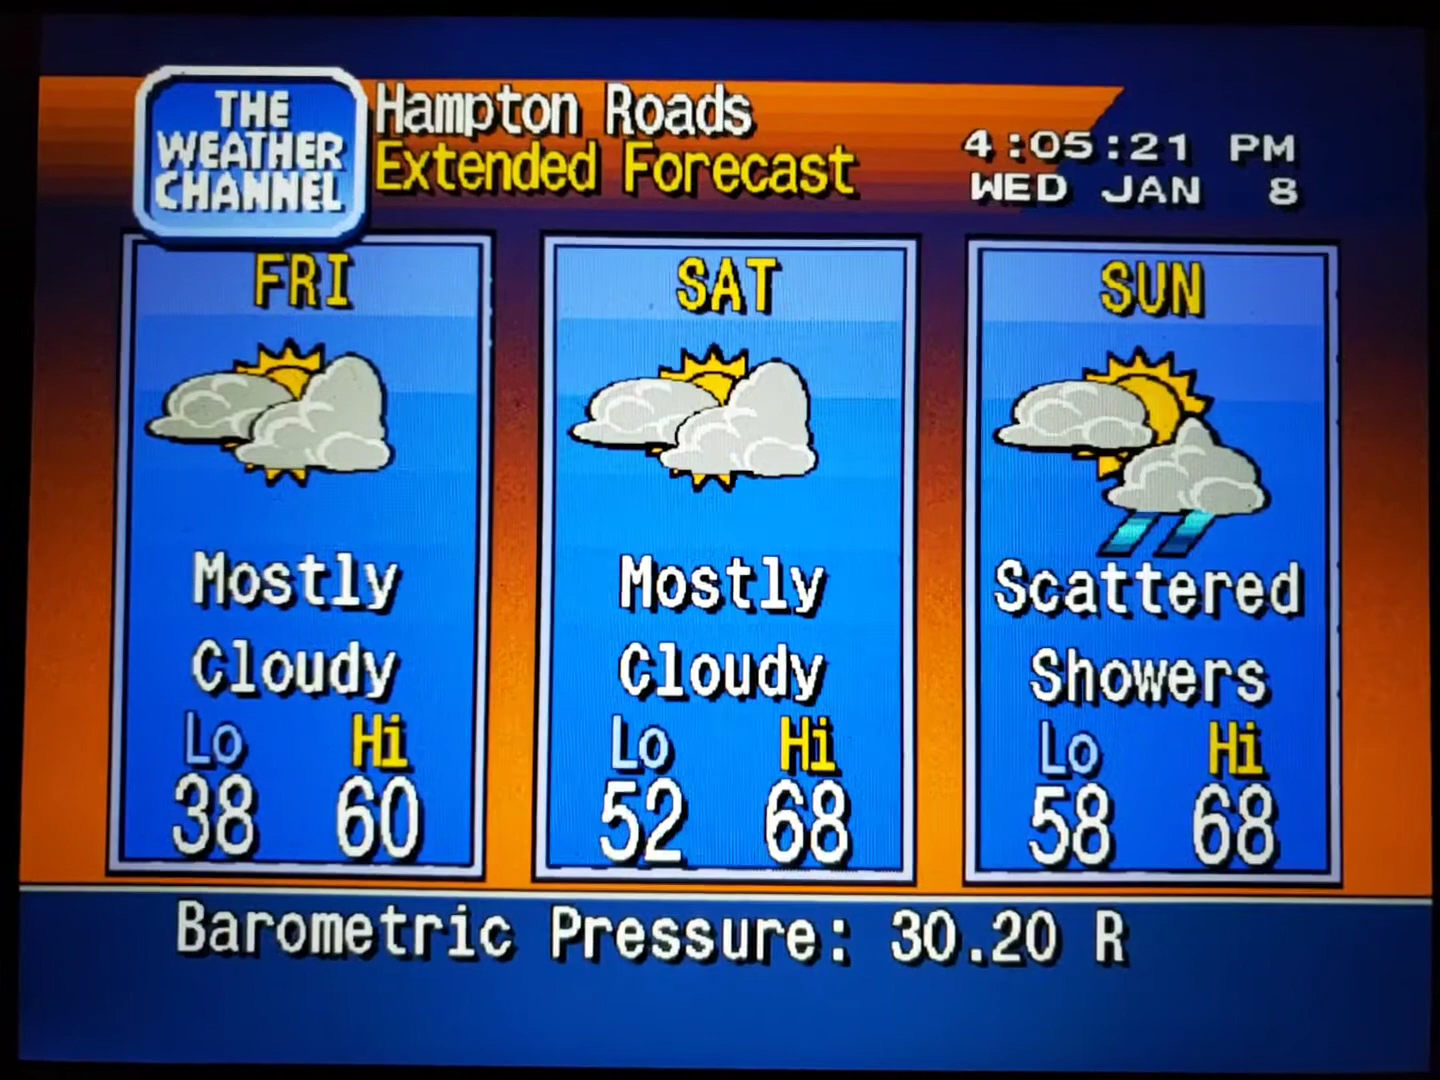 THE
WEATHER
CHANNEL
Hampton Roads
Extended Forecast
4:05:21 PM
WED JAN 8
FRI
Mostly
Cloudy
Lo Hi
38 60
SAT
Mostly
Cloudy
Lo Hi
52 68
SUN
Scattered
Showers
Lo Hi
58 68
Barometric Pressure: 30.20 R